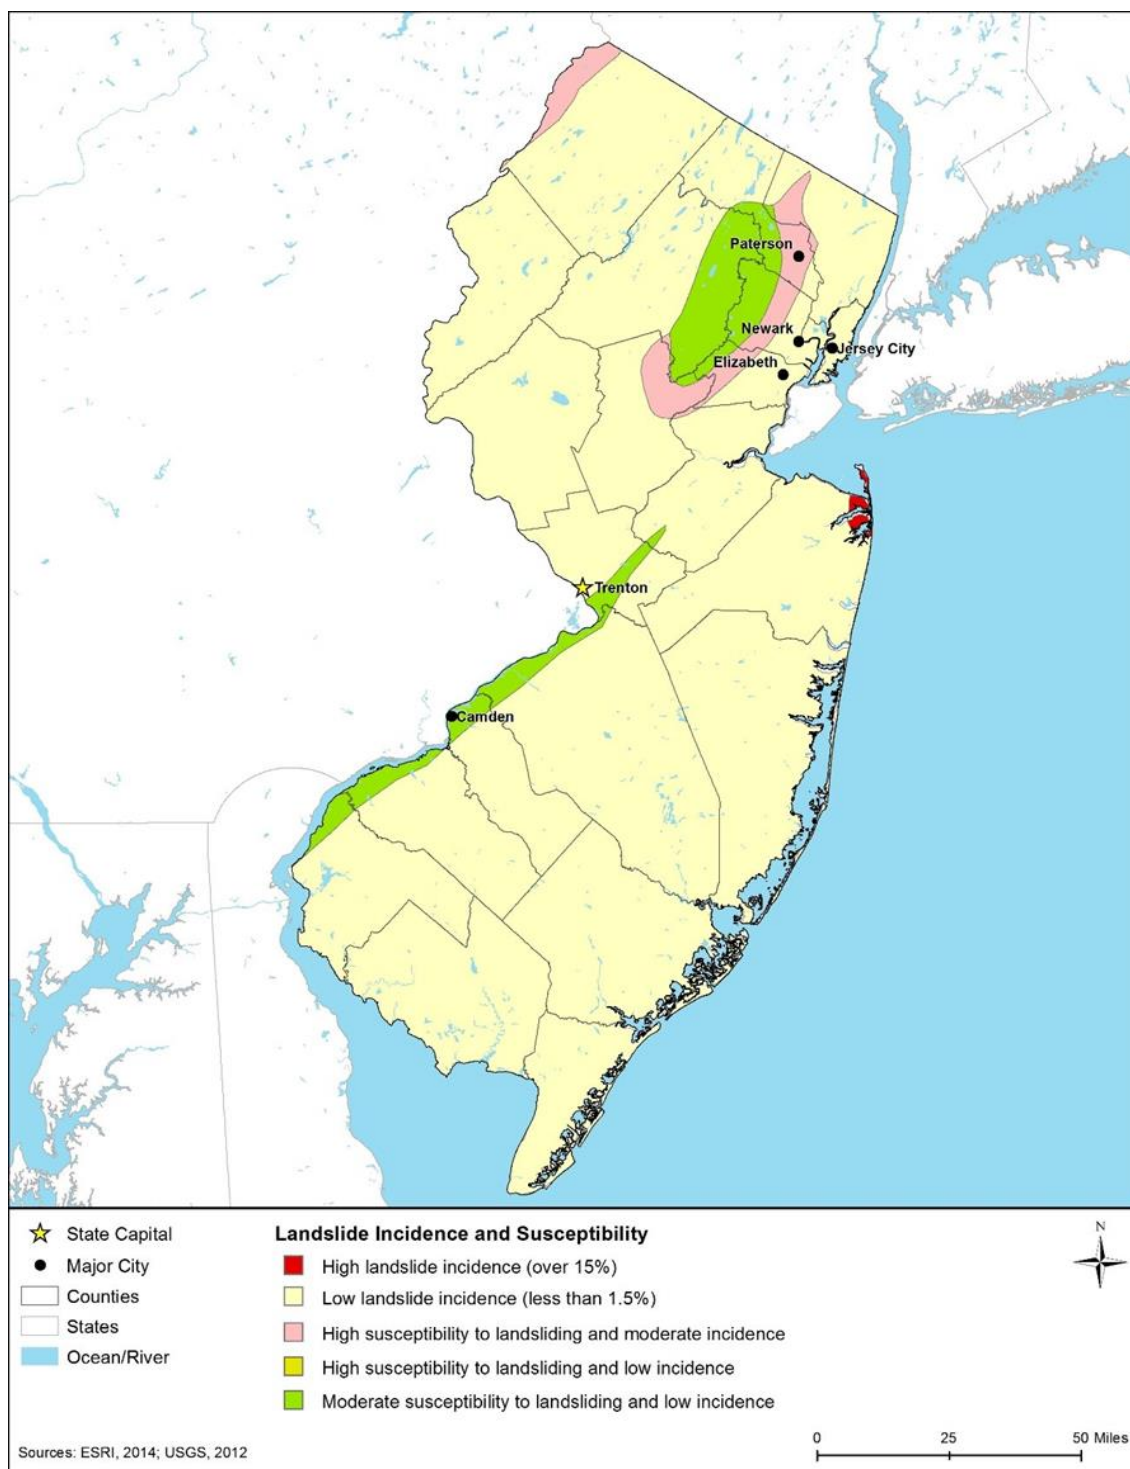 Paterson
Newark
Jersey City
Elizabeth
Trenton
Camden
State Capital
Major City
Counties
States
Ocean/River
Landslide Incidence and Susceptibility
High landslide incidence (over 15%)
Low landslide incidence (less than 1.5%)
High susceptibility to landsliding and moderate incidence
High susceptibility to landsliding and low incidence
Moderate susceptibility to landsliding and low incidence
N
0 25 50 Miles
Sources: ESRI, 2014; USGS, 2012